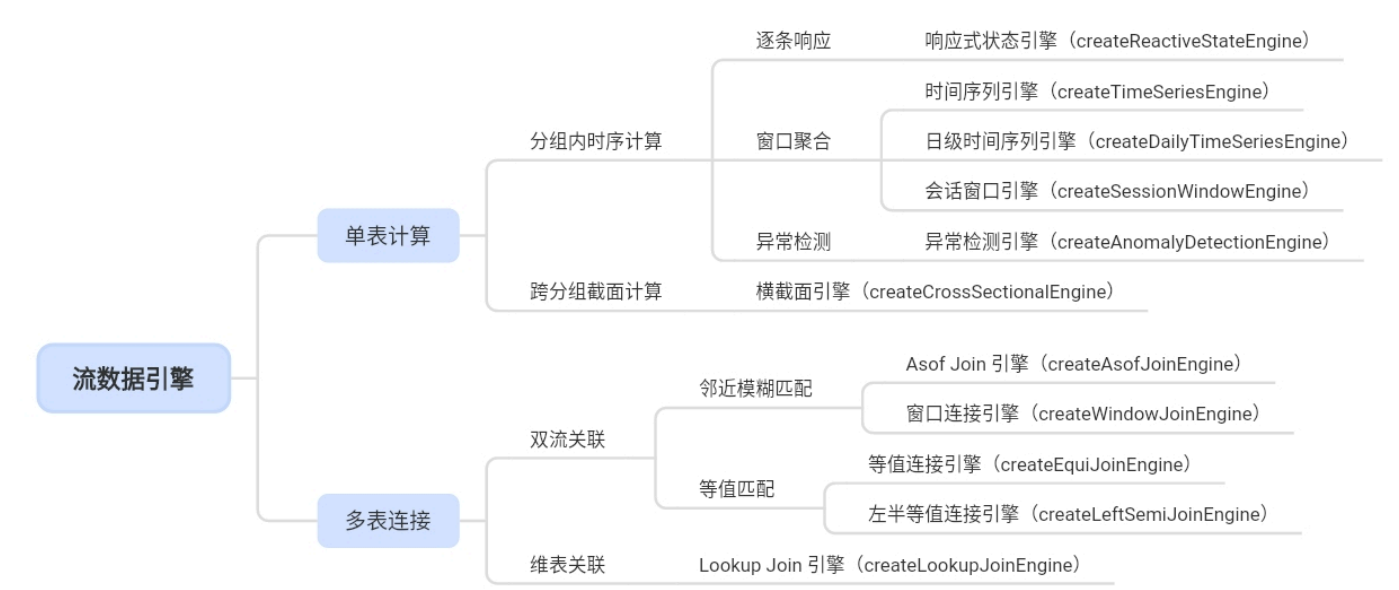 逐条响应
响应式状态引擎（createReactiveStateEngine）
时间序列引擎（createTimeSeriesEngine）
分组内时序计算
窗口聚合
日级时间序列引擎（createDailyTimeSeriesEngine）
会话窗口引擎（createSessionWindowEngine）
单表计算
异常检测
异常检测引擎（createAnomalyDetectionEngine）
跨分组截面计算
横截面引擎（createCrossSectionalEngine）
流数据引擎
Asof Join 引擎（createAsofJoinEngine）
邻近模糊匹配
窗口连接引擎（createWindowJoinEngine）
双流关联
等值连接引擎（createEquiJoinEngine）
等值匹配
左半等值连接引擎（createLeftSemiJoinEngine）
多表连接
维表关联
Lookup Join 引擎（createLookupJoinEngine）